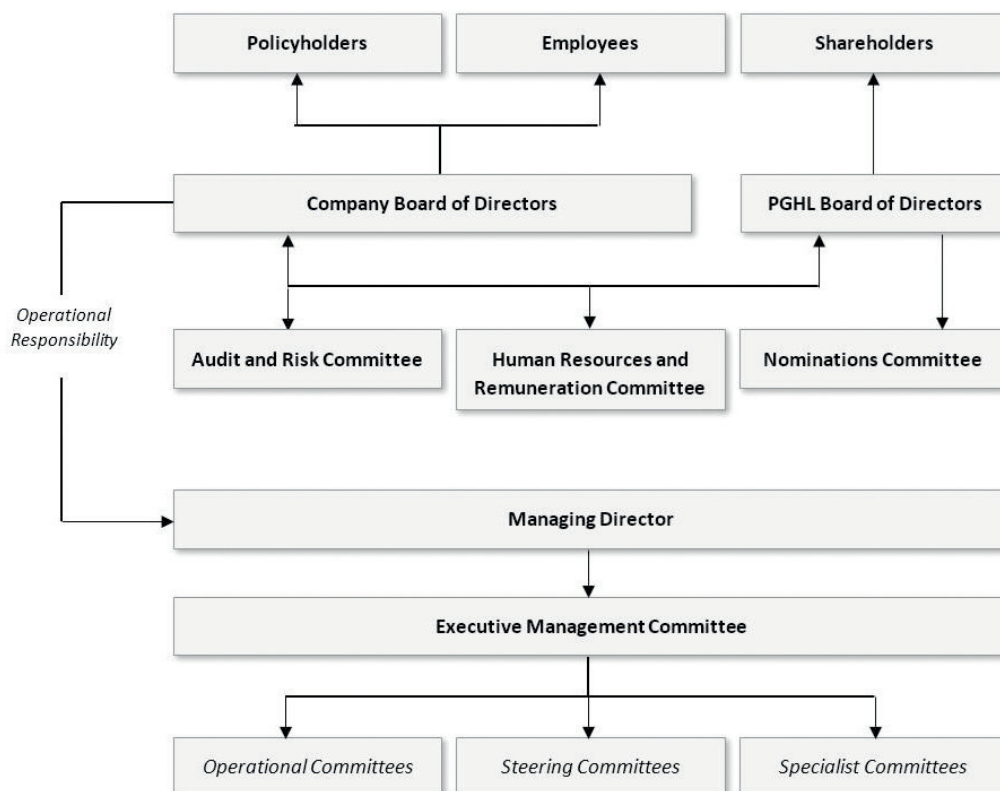 Policyholders
Employees
Shareholders
Company Board of Directors
PGHL Board of Directors
Operational
Responsibility
Audit and Risk Committee
Human Resources and
Remuneration Committee
Nominations Committee
Managing Director
Executive Management Committee
Operational Committees
Steering Committees
Specialist Committees